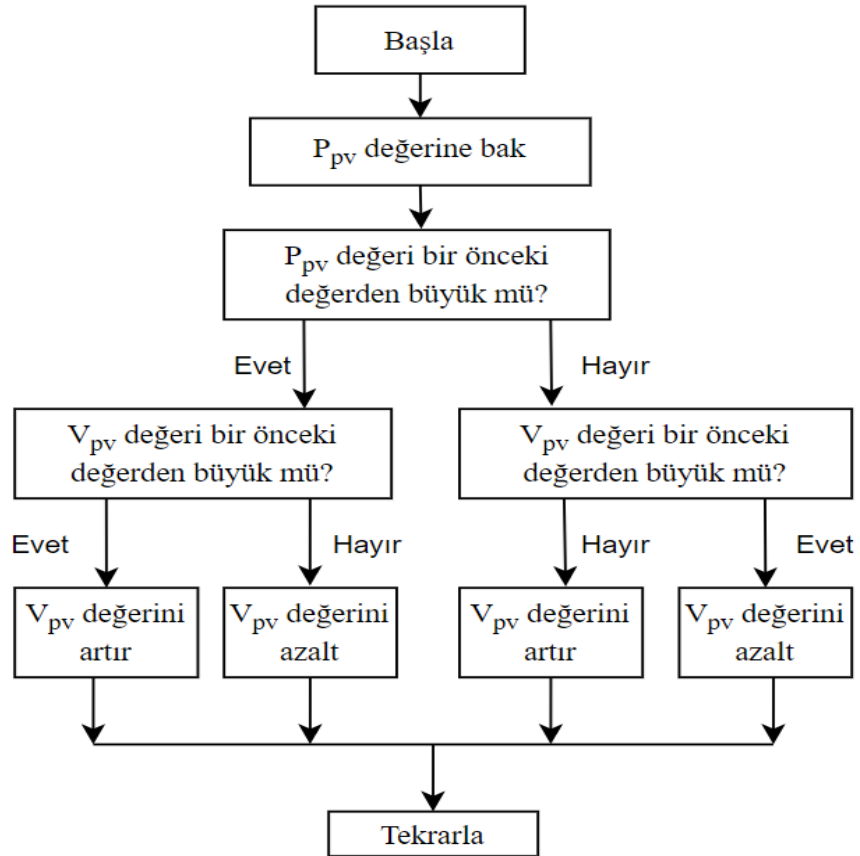 Başla
Ppv değerine bak
Ppv değeri bir önceki
değerden büyük mü?
Evet
Hayır
Vpv değeri bir önceki
değerden büyük mü?
Vpv değeri bir önceki
değerden büyük mü?
Evet
Hayır
Hayır
Evet
Vpv değerini
artır
Vpv değerini
azalt
Vpv değerini
artır
Vpv değerini
azalt
Tekrarla